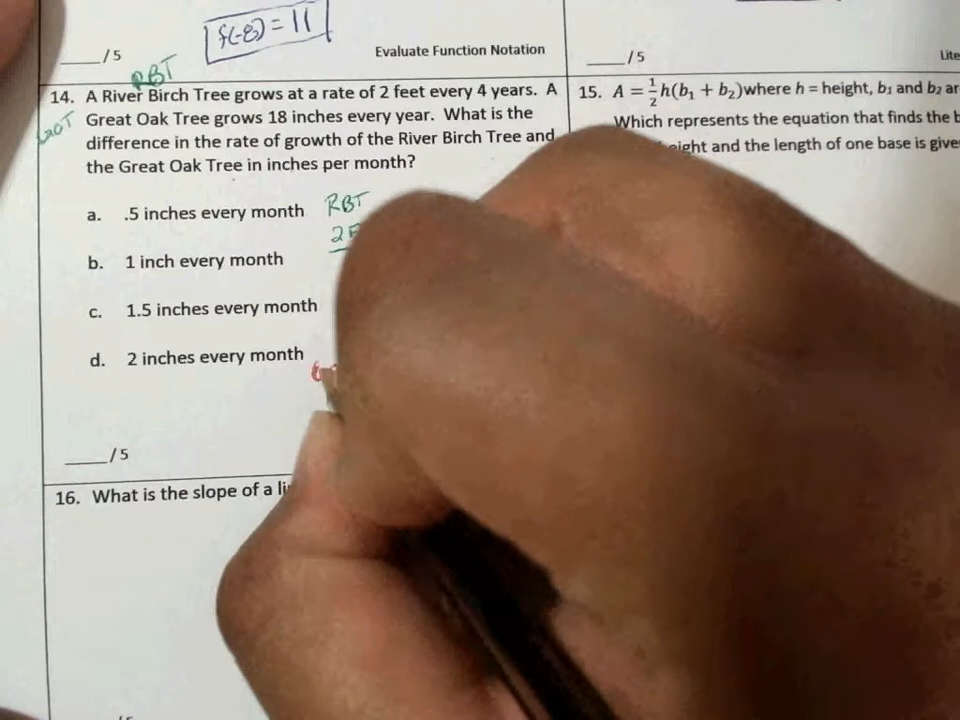 f(-8) = 11
___/5
Evaluate Function Notation
___/5
RBT
14. A River Birch Tree grows at a rate of 2 feet every 4 years. A
GOT
Great Oak Tree grows 18 inches every year. What is the
difference in the rate of growth of the River Birch Tree and
the Great Oak Tree in inches per month?
a. .5 inches every month
RBT
2
b. 1 inch every month
c. 1.5 inches every month
d. 2 inches every month
___/5
15. A = 1/2 h(b₁ + b₂)where h = height, b₁ and b₂
Which represents the equation that finds the
and the length of one base is
16. What is the slope of a